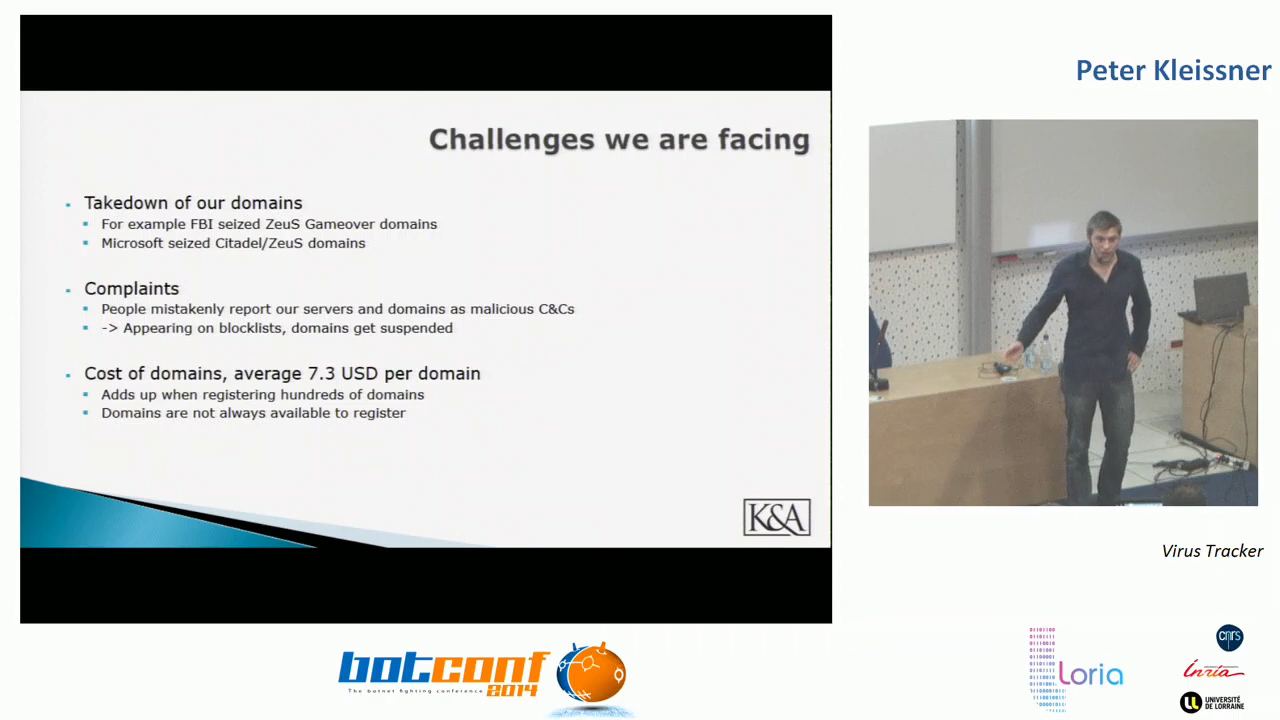 Peter Kleissner
Challenges we are facing
Takedown of our domains
For example FBI seized ZeuS Gameover domains
Microsoft seized Citadel/ZeuS domains
Complaints
People mistakenly report our servers and domains as malicious C&Cs
-> Appearing on blocklists, domains get suspended
Cost of domains, average 7.3 USD per domain
Adds up when registering hundreds of domains
Domains are not always available to register
K&A
Virus Tracker
botconf
The botnet fighting conference 2014
Loria
cnrs
Inria
UNIVERSITÉ
DE LORRAINE